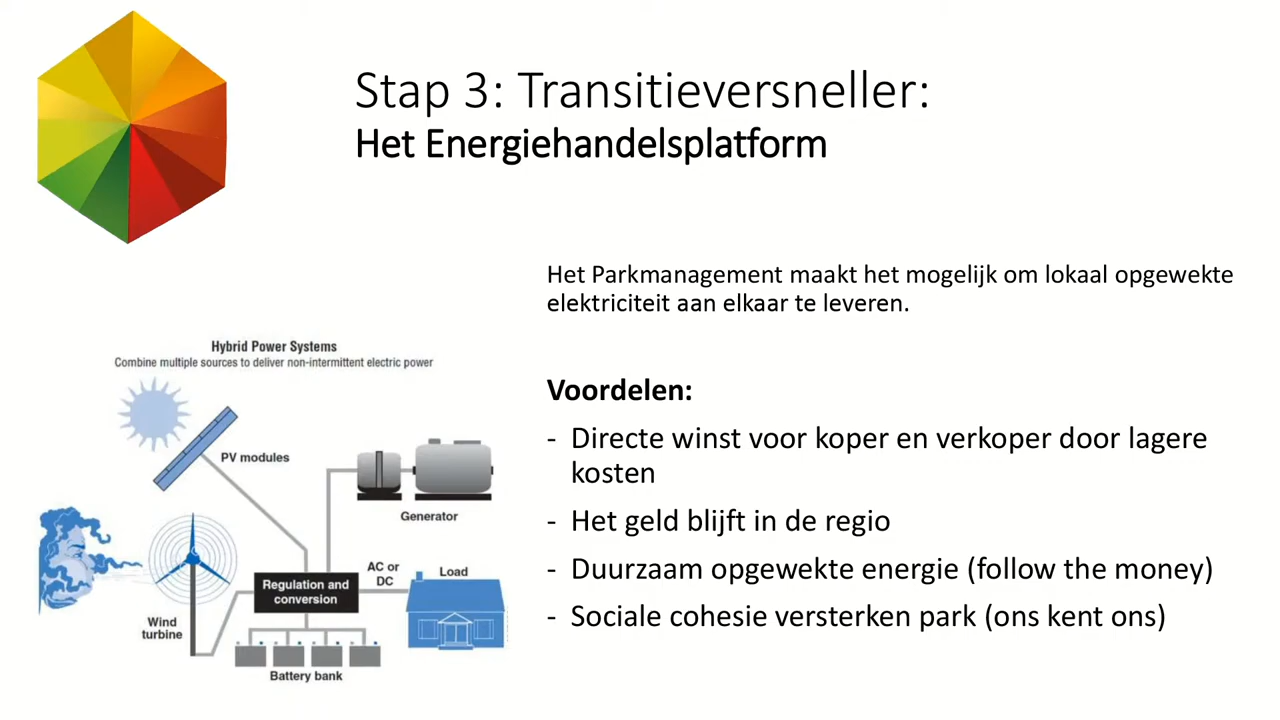 Stap 3: Transitieversneller:
Het Energiehandelsplatform
Het Parkmanagement maakt het mogelijk om lokaal opgewekte
elektriciteit aan elkaar te leveren.
Voordelen:
- Directe winst voor koper en verkoper door lagere
kosten
- Het geld blijft in de regio
- Duurzaam opgewekte energie (follow the money)
- Sociale cohesie versterken park (ons kent ons)
Hybrid Power Systems
Combine multiple sources to deliver non-intermittent electric power
PV modules
Generator
AC or
DC
Load
Regulation and
conversion
Wind
turbine
Battery bank